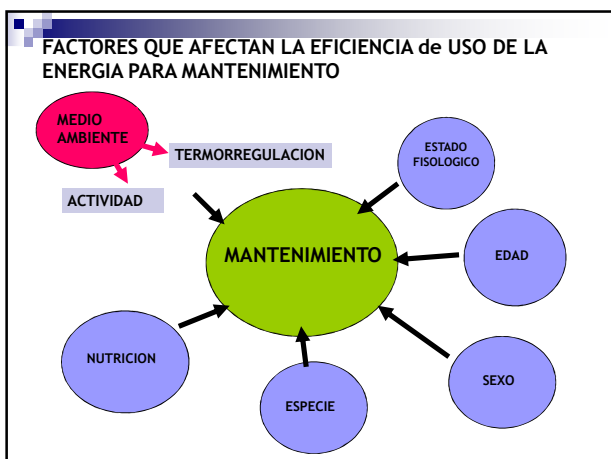 FACTORES QUE AFECTAN LA EFICIENCIA de USO DE LA
ENERGIA PARA MANTENIMIENTO
MEDIO
AMBIENTE
TERMORREGULACION
ACTIVIDAD
ESTADO
FISOLOGICO
MANTENIMIENTO
EDAD
NUTRICION
ESPECIE
SEXO